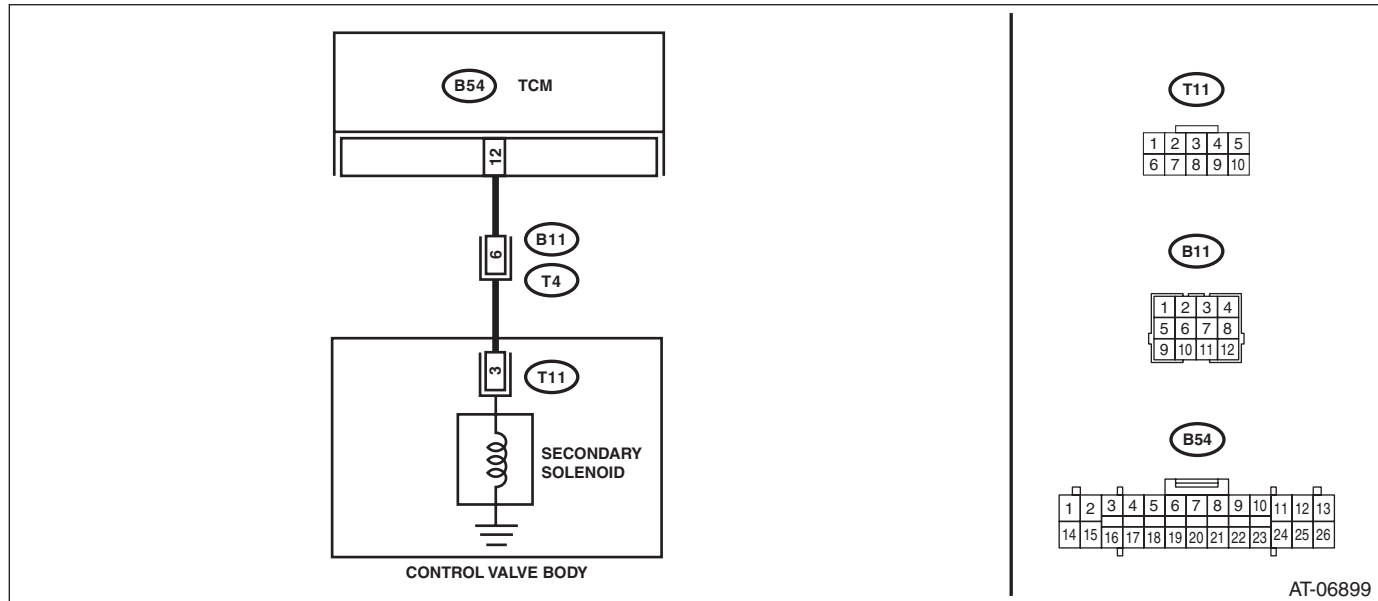 B54 TCM
12
6
B11
T4
3
T11
SECONDARY
SOLENOID
CONTROL VALVE BODY
T11
1 2 3 4 5
6 7 8 9 10
B11
1 2 3 4
5 6 7 8
9 10 11 12
B54
1 2 3 4 5 6 7 8 9 10 11 12 13
14 15 16 17 18 19 20 21 22 23 24 25 26
AT-06899